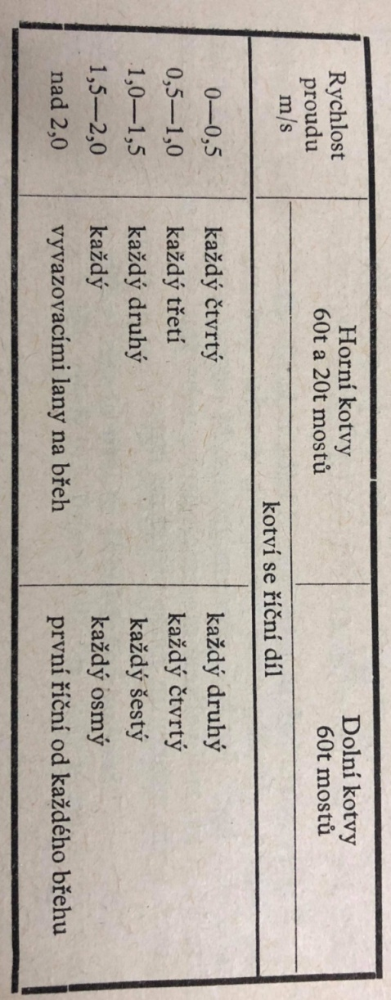 Rychlost
proudu
m/s
Horní kotvy
60t a 20t mostů
Dolní kotvy
60t mostů
kotví se říční díl
0—0,5 každý čtvrtý každý druhý
0,5—1,0 každý třetí každý čtvrtý
1,0—1,5 každý druhý každý šestý
1,5—2,0 každý každý osmý
nad 2,0 vyvazovacími lany na břeh první říční od každého břehu